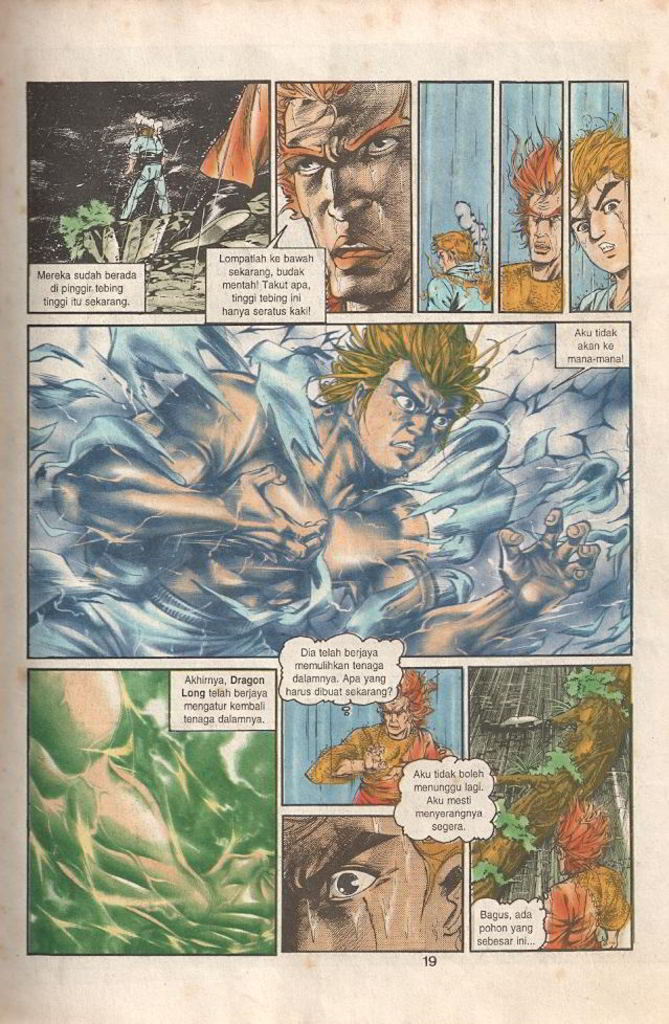 Mereka sudah berada
di pinggir tebing
tinggi itu sekarang.
Lompatlah ke bawah
sekarang, budak
mentah! Takut apa,
tinggi tebing ini
hanya seratus kaki!
Aku tidak
akan ke
mana-mana!
Akhirnya, Dragon
Long telah berjaya
mengatur kembali
tenaga dalamnya.
Dia telah berjaya
memulihkan tenaga
dalamnya. Apa yang
harus dibuat sekarang?
Aku tidak boleh
menunggu lagi.
Aku mesti
menyerangnya
segera.
Bagus, ada
pohon yang
sebesar ini...
19